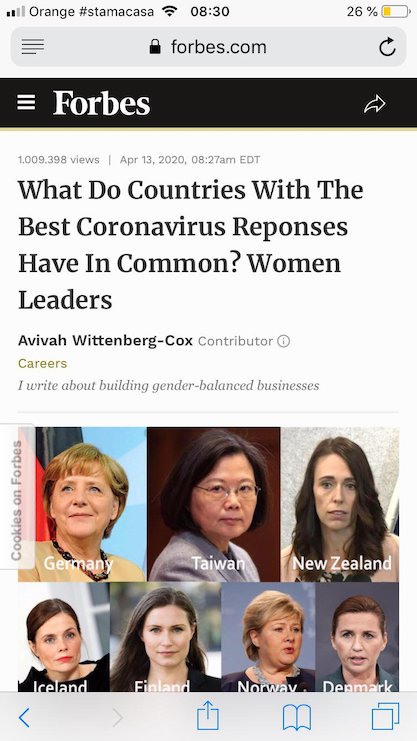 Orange #stamacasa 08:30 26 %
forbes.com
Forbes
1.009.398 views | Apr 13, 2020, 08:27am EDT
What Do Countries With The
Best Coronavirus Reponses
Have In Common? Women
Leaders
Avivah Wittenberg-Cox Contributor
Careers
I write about building gender-balanced businesses
Cookies on Forbes
Germany Taiwan New Zealand
Iceland Finland Norway Denmark